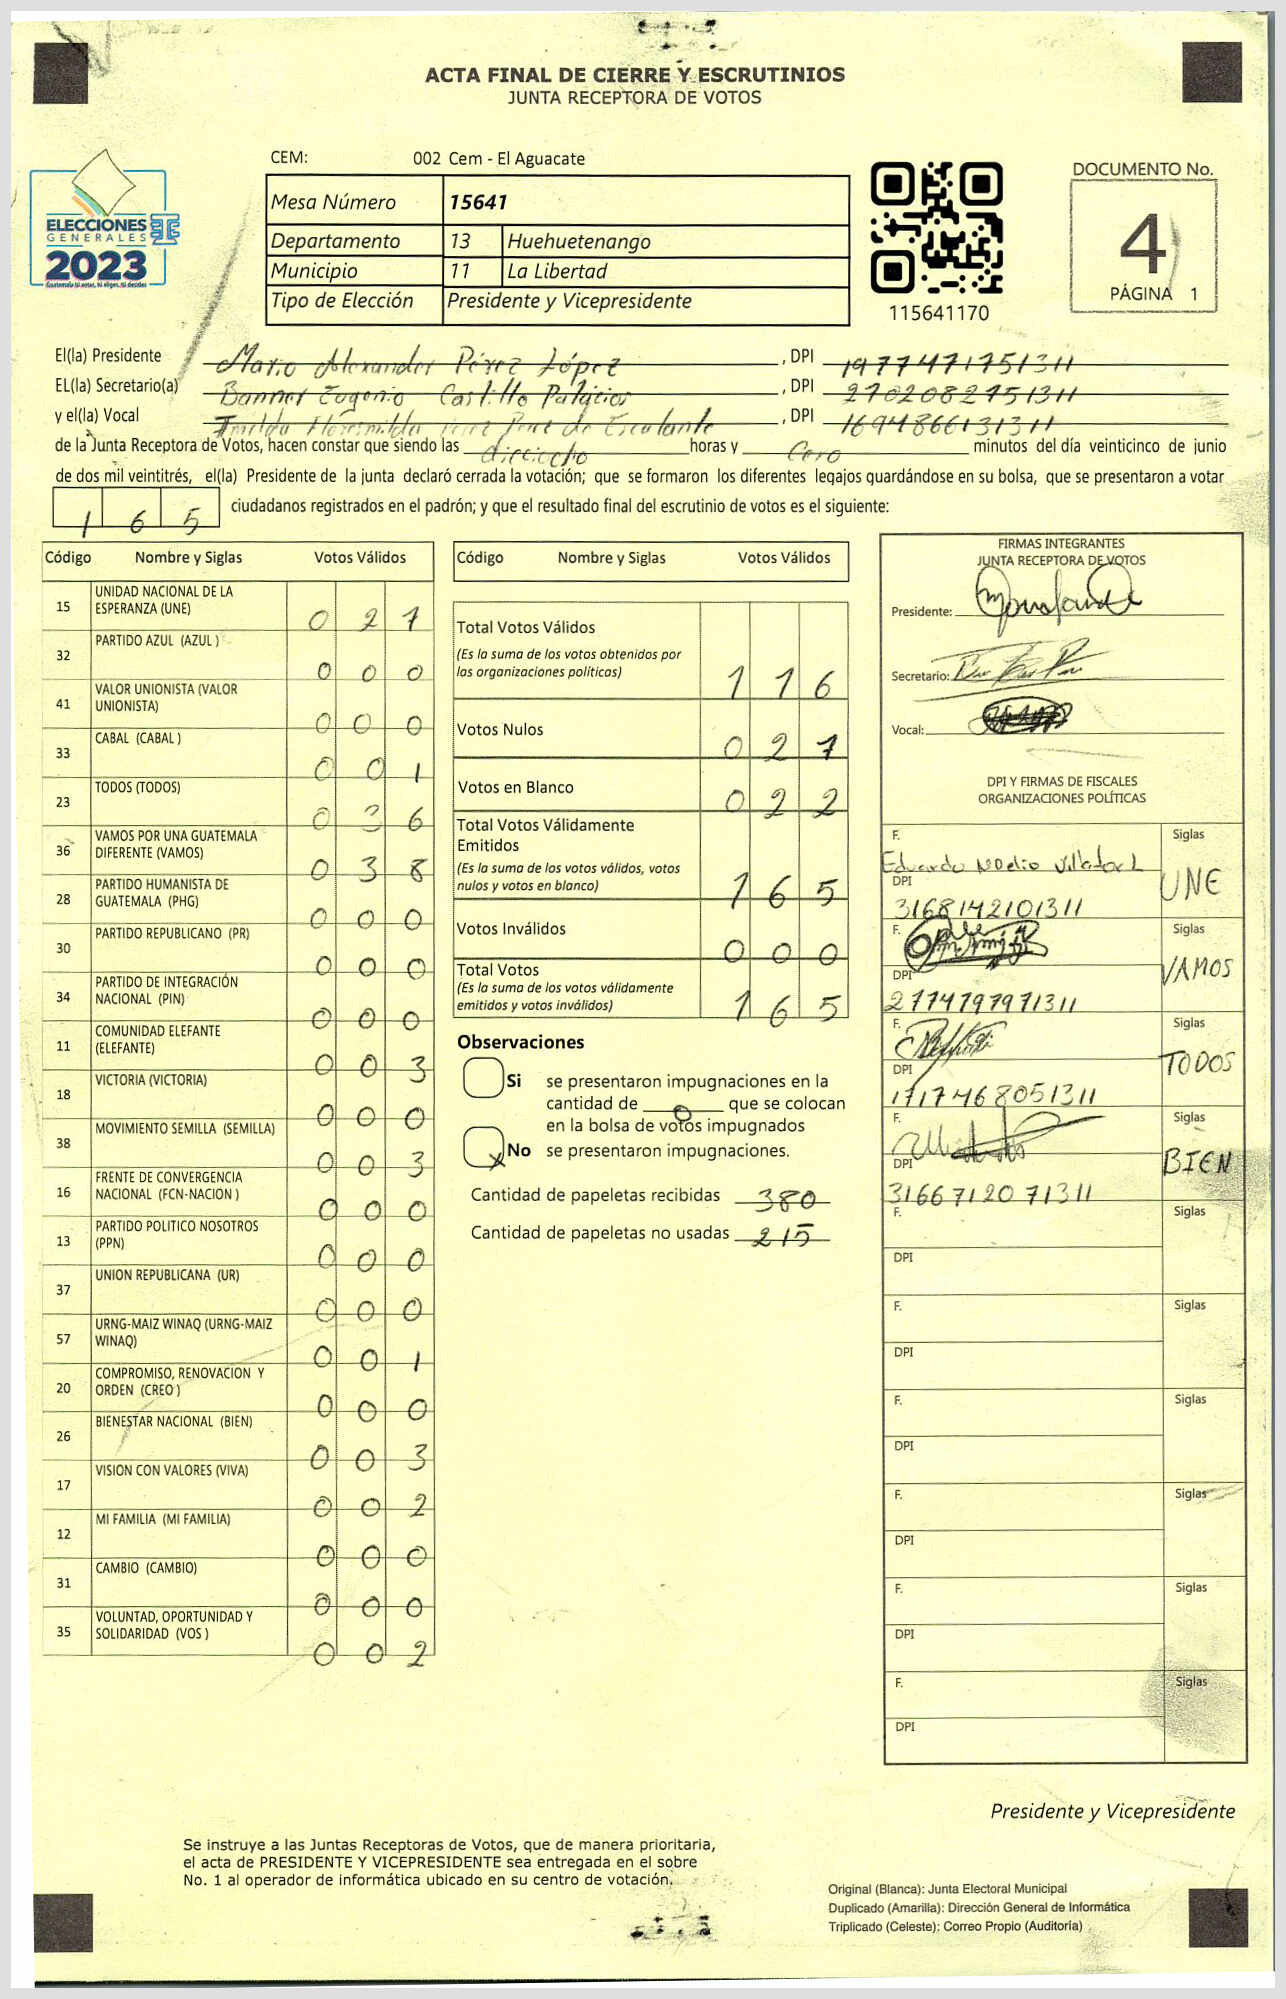 ACTA FINAL DE CIERRE Y ESCRUTINIOS
JUNTA RECEPTORA DE VOTOS
CEM: 002 Cem - El Aguacate
ELECCIONES
GENERALES
2023
Guatemala ni antes, ni eliges, ni decides
Mesa Número 15641
Departamento 13 Huehuetenango
Municipio 11 La Libertad
Tipo de Elección Presidente y Vicepresidente
115641170
DOCUMENTO No.
4
PÁGINA 1
El(la) Presidente Mario Alexander Pérez López , DPI 1977471751311
EL(la) Secretario(a) Banner Eugenio Castillo Palacios , DPI 2702082751311
y el(la) Vocal Escalante , DPI 1694866131311
de la Junta Receptora de Votos, hacen constar que siendo las dieciocho horas y Cero minutos del día veinticinco de junio
de dos mil veintitrés, el(la) Presidente de la junta declaró cerrada la votación; que se formaron los diferentes legajos guardándose en su bolsa, que se presentaron a votar
165 ciudadanos registrados en el padrón; y que el resultado final del escrutinio de votos es el siguiente:
Código Nombre y Siglas Votos Válidos
15 UNIDAD NACIONAL DE LA ESPERANZA (UNE) 0 2 7
32 PARTIDO AZUL (AZUL ) 0 0 0
41 VALOR UNIONISTA (VALOR UNIONISTA) 0 0 0
33 CABAL (CABAL ) 0 0 1
23 TODOS (TODOS) 0 3 6
36 VAMOS POR UNA GUATEMALA DIFERENTE (VAMOS) 0 3 8
28 PARTIDO HUMANISTA DE GUATEMALA (PHG) 0 0 0
30 PARTIDO REPUBLICANO (PR) 0 0 0
34 PARTIDO DE INTEGRACIÓN NACIONAL (PIN) 0 0 0
11 COMUNIDAD ELEFANTE (ELEFANTE) 0 0 3
18 VICTORIA (VICTORIA) 0 0 0
38 MOVIMIENTO SEMILLA (SEMILLA) 0 0 3
16 FRENTE DE CONVERGENCIA NACIONAL (FCN-NACION ) 0 0 0
13 PARTIDO POLITICO NOSOTROS (PPN) 0 0 0
37 UNION REPUBLICANA (UR) 0 0 0
57 URNG-MAIZ WINAQ (URNG-MAIZ WINAQ) 0 0 1
20 COMPROMISO, RENOVACION Y ORDEN (CREO ) 0 0 0
26 BIENESTAR NACIONAL (BIEN) 0 0 3
17 VISION CON VALORES (VIVA) 0 0 2
12 MI FAMILIA (MI FAMILIA) 0 0 0
31 CAMBIO (CAMBIO) 0 0 0
35 VOLUNTAD, OPORTUNIDAD Y SOLIDARIDAD (VOS ) 0 0 2
Código Nombre y Siglas Votos Válidos
Total Votos Válidos 1 1 6
(Es la suma de los votos obtenidos por
las organizaciones políticas)
Votos Nulos 0 2 7
Votos en Blanco 0 2 2
Total Votos Válidamente
Emitidos 1 6 5
(Es la suma de los votos válidos, votos
nulos y votos en blanco)
Votos Inválidos 0 0 0
Total Votos 1 6 5
(Es la suma de los votos válidamente
emitidos y votos inválidos)
Observaciones
Si se presentaron impugnaciones en la
cantidad de 0 que se colocan
en la bolsa de votos impugnados
x No se presentaron impugnaciones.
Cantidad de papeletas recibidas 380
Cantidad de papeletas no usadas 215
FIRMAS INTEGRANTES
JUNTA RECEPTORA DE VOTOS
Presidente:
Secretario:
Vocal:
DPI Y FIRMAS DE FISCALES
ORGANIZACIONES POLÍTICAS
F. Eduardo Siglas
DPI 3168142101311 UNE
F. Siglas
DPI 2774797971311 VAMOS
F. Siglas
DPI 1717468051311 TODOS
F. Siglas
DPI 3166712071311 BIEN
F. Siglas
DPI
F. Siglas
DPI
F. Siglas
DPI
F. Siglas
DPI
F. Siglas
DPI
F. Siglas
DPI
Presidente y Vicepresidente
Se instruye a las Juntas Receptoras de Votos, que de manera prioritaria,
el acta de PRESIDENTE Y VICEPRESIDENTE sea entregada en el sobre
No. 1 al operador de informática ubicado en su centro de votación.
Original (Blanca): Junta Electoral Municipal
Duplicado (Amarilla): Dirección General de Informática
Triplicado (Celeste): Correo Propio (Auditoría)